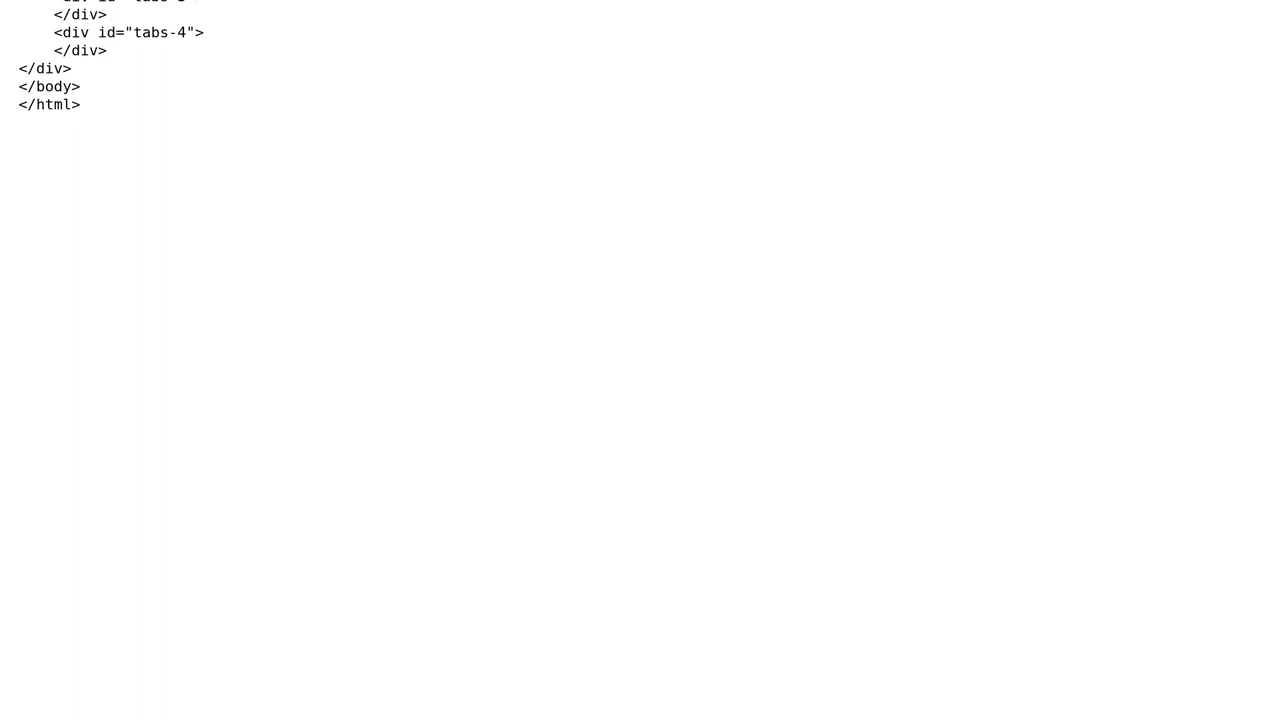 </div>
    <div id="tabs-4">
    </div>
</div>
</body>
</html>